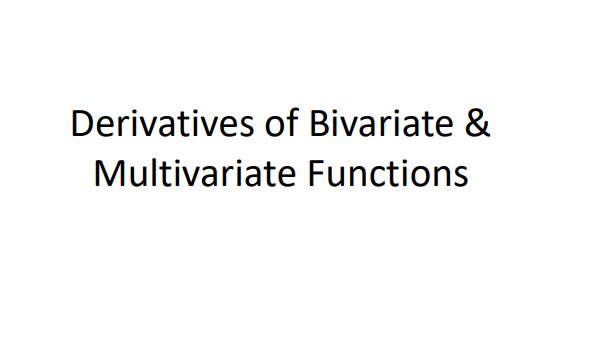 Derivatives of Bivariate &
Multivariate Functions